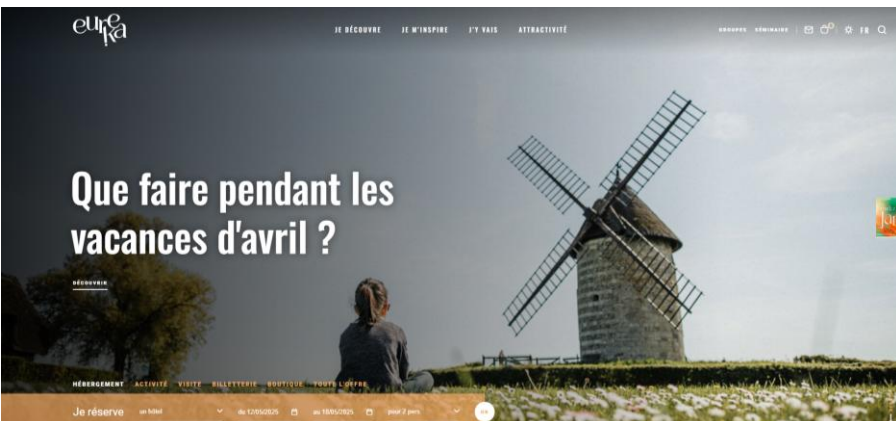 eureka
JE DÉCOUVRE JE M'INSPIRE J'Y VAIS ATTRACTIVITÉ
GROUPES SÉMINAIRE 0 FR
Que faire pendant les
vacances d'avril ?
DÉCOUVRIR
HÉBERGEMENT ACTIVITÉ VISITE BILLETTERIE BOUTIQUE TOUTE L'OFFRE
Je réserve un hôtel du 12/05/2025 au 18/05/2025 pour 2 pers